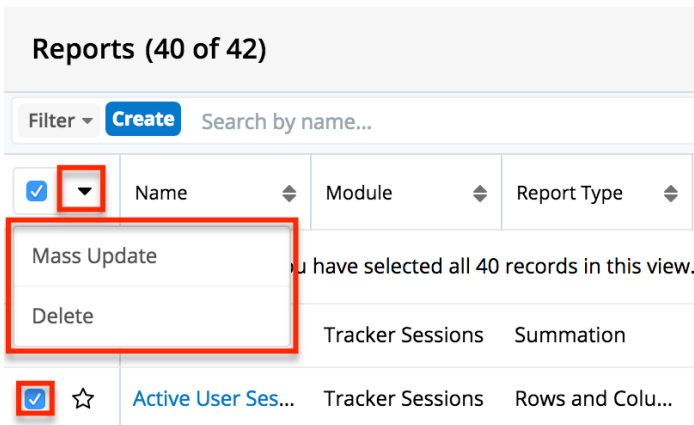 Reports (40 of 42)
Filter Create Search by name...
Name Module Report Type
Mass Update
u have selected all 40 records in this view.
Delete
Tracker Sessions Summation
Active User Ses... Tracker Sessions Rows and Colu...